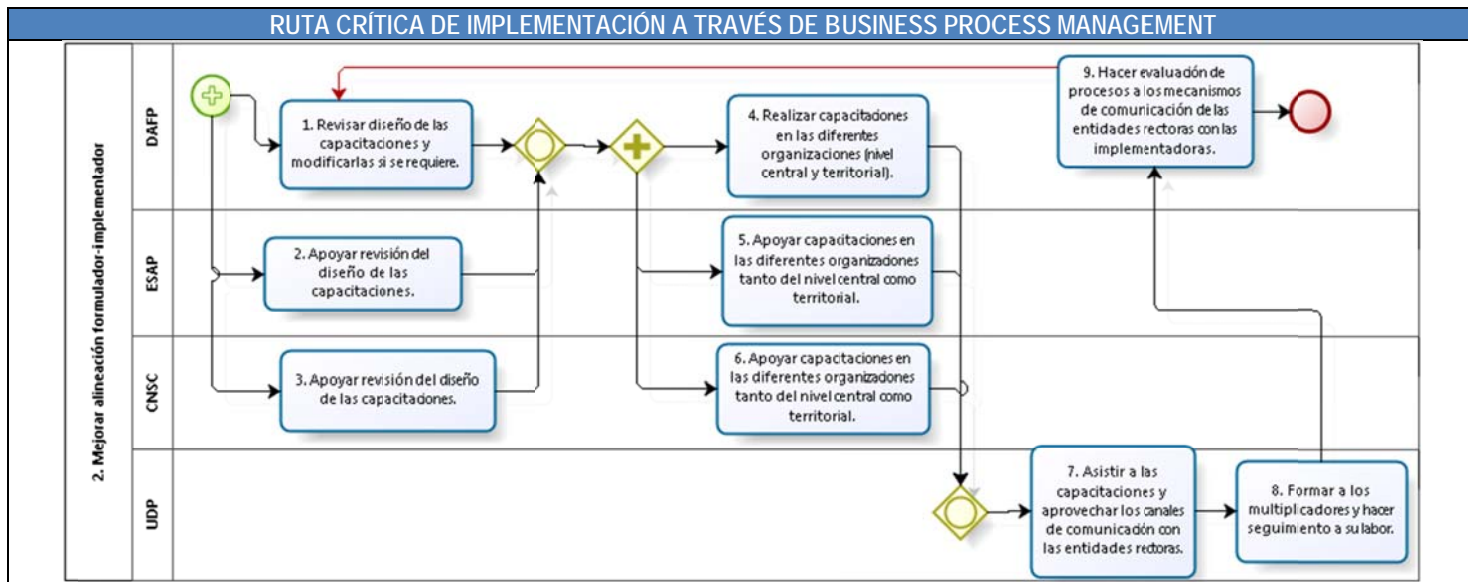 RUTA CRÍTICA DE IMPLEMENTACIÓN A TRAVÉS DE BUSINESS PROCESS MANAGEMENT
2. Mejorar alineación formulador-implementador
DAFP
1. Revisar diseño de las
capacitaciones y
modificarlas si se requiere.
4. Realizar capacitaciones
en las diferentes
organizaciones (nivel
central y territorial).
9. Hacer evaluación de
procesos a los mecanismos
de comunicación de las
entidades rectoras con las
implementadoras.
ESAP
2. Apoyar revisión del
diseño de las
capacitaciones.
5. Apoyar capacitaciones en
las diferentes organizaciones
tanto del nivel central como
territorial.
CNSC
3. Apoyar revisión del diseño
de las capacitaciones.
6. Apoyar capacitaciones en
las diferentes organizaciones
tanto del nivel central como
territorial.
UDP
7. Asistir a las
capacitaciones y
aprovechar los canales
de comunicación con
las entidades rectoras.
8. Formar a los
multiplicadores y hacer
seguimiento a su labor.